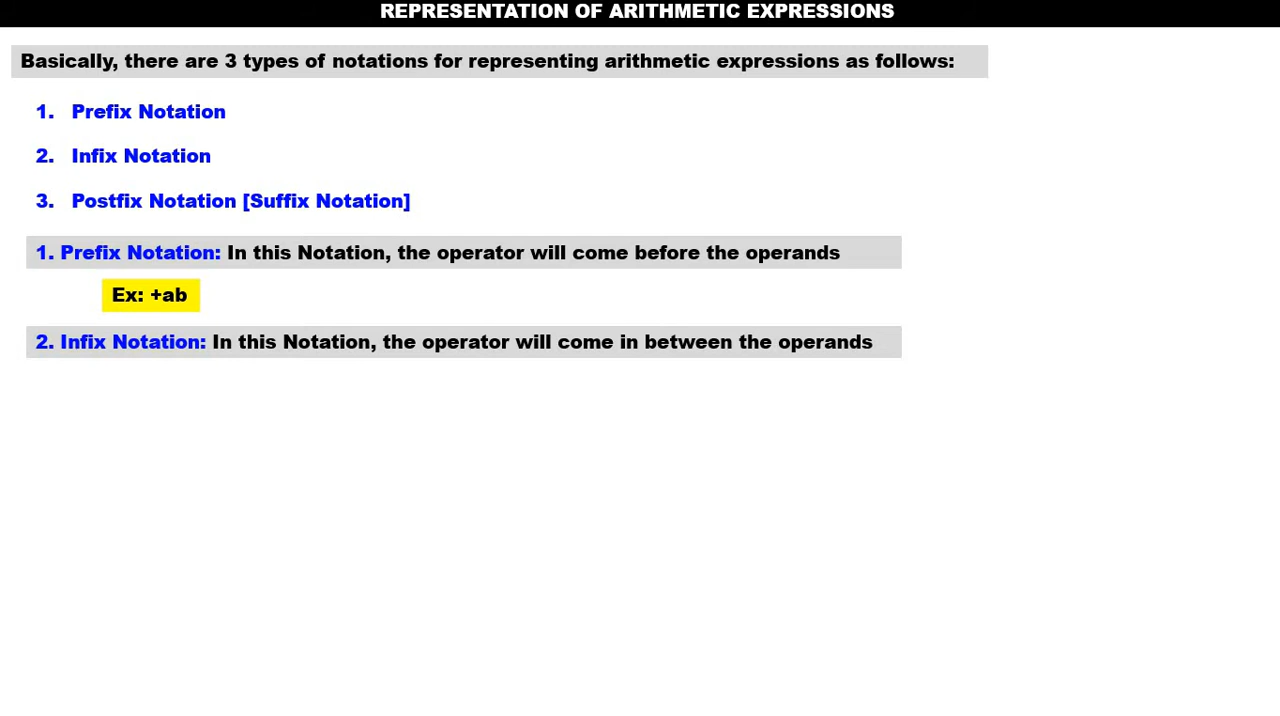 REPRESENTATION OF ARITHMETIC EXPRESSIONS
Basically, there are 3 types of notations for representing arithmetic expressions as follows:
1. Prefix Notation
2. Infix Notation
3. Postfix Notation [Suffix Notation]
1. Prefix Notation: In this Notation, the operator will come before the operands
Ex: +ab
2. Infix Notation: In this Notation, the operator will come in between the operands